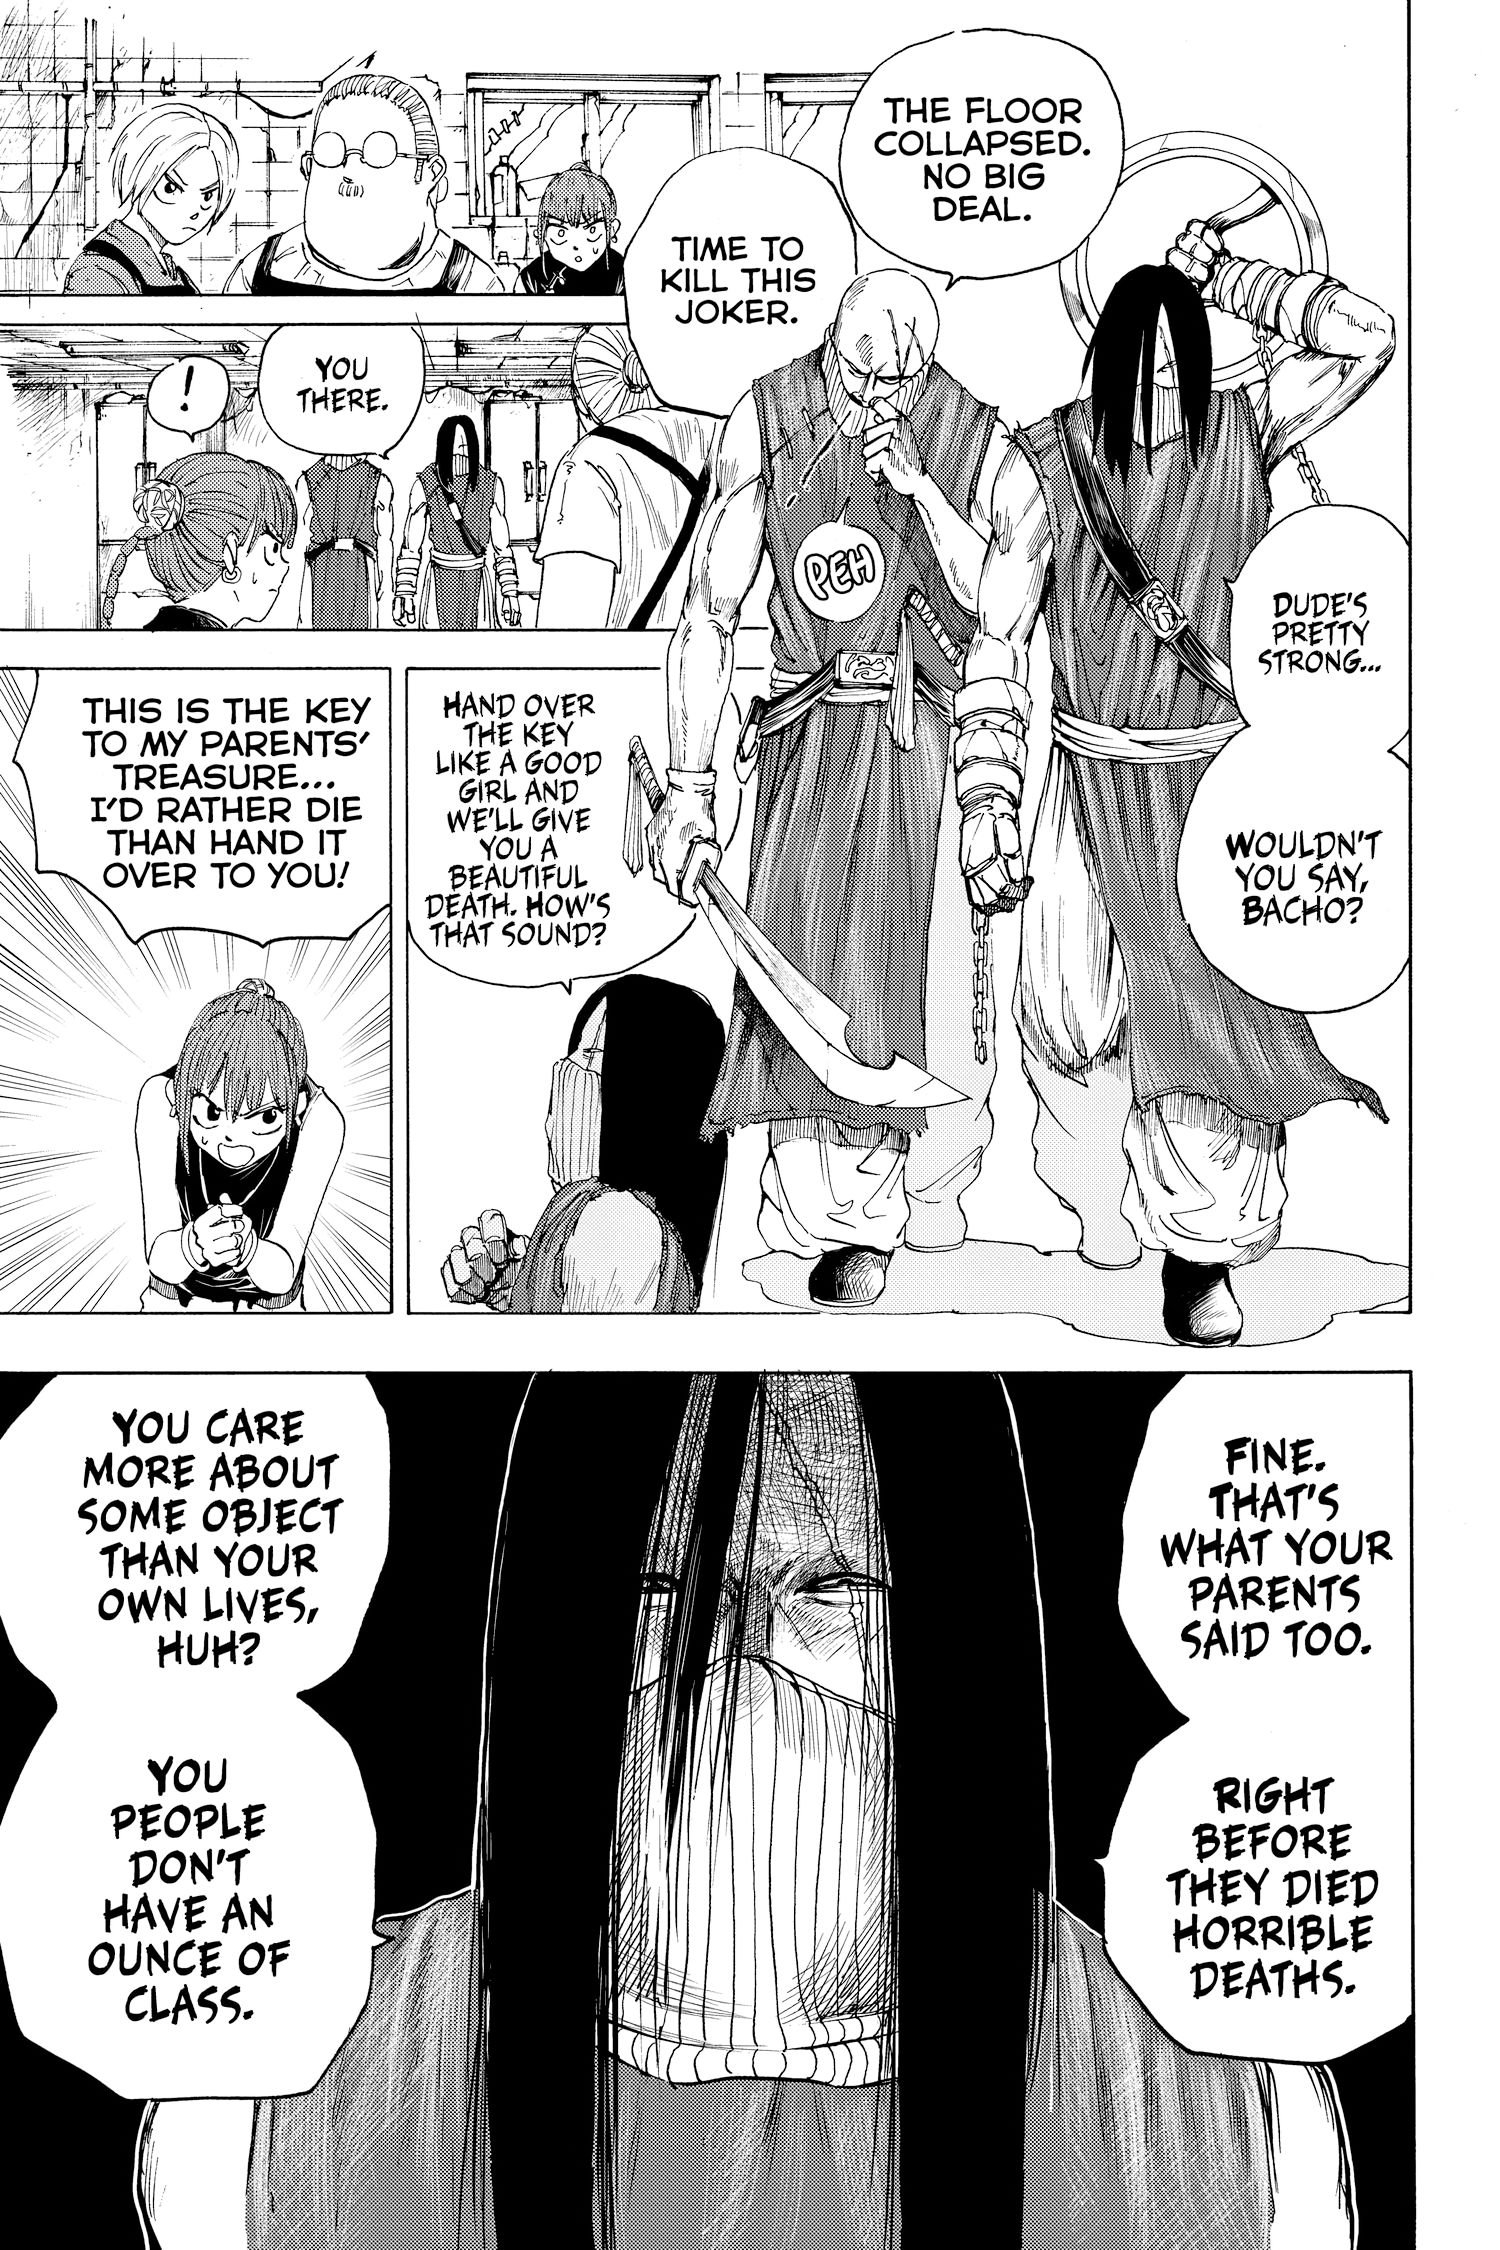 DUDE'S
PRETTY
STRONG...
WOULDN'T
YOU SAY,
BACHO?
THE FLOOR
COLLAPSED.
NO BIG
DEAL.
TIME TO
KILL THIS
JOKER.
PEH
YOU
THERE.
!
HAND OVER
THE KEY
LIKE A GOOD
GIRL AND
WE'LL GIVE
YOU A
BEAUTIFUL
DEATH. HOW'S
THAT SOUND?
THIS IS THE KEY
TO MY PARENTS'
TREASURE...
I'D RATHER DIE
THAN HAND IT
OVER TO YOU!
FINE.
THAT'S
WHAT YOUR
PARENTS
SAID TOO.
RIGHT
BEFORE
THEY DIED
HORRIBLE
DEATHS.
YOU CARE
MORE ABOUT
SOME OBJECT
THAN YOUR
OWN LIVES,
HUH?
YOU
PEOPLE
DON'T
HAVE AN
OUNCE OF
CLASS.